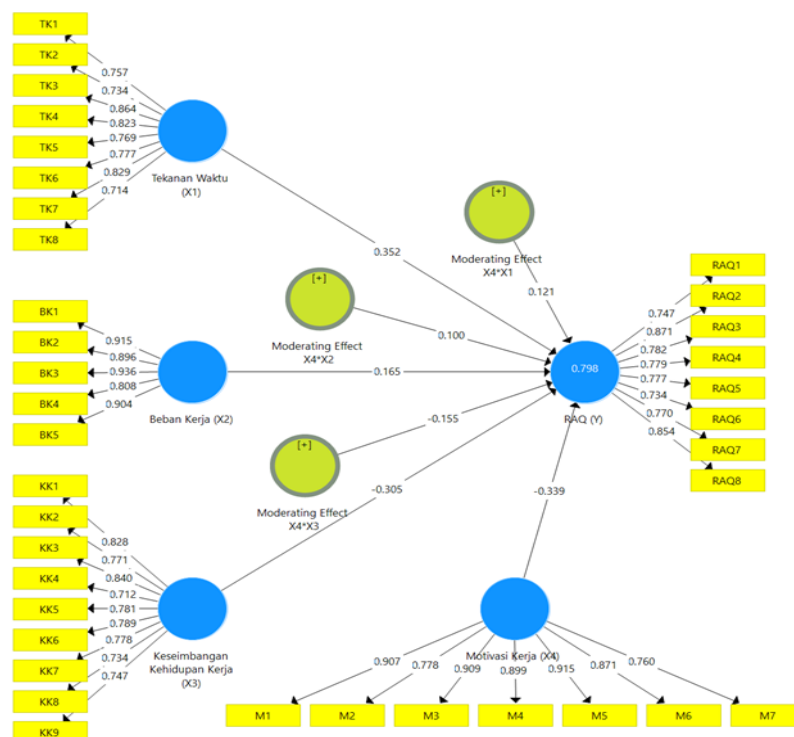 TK1
TK2
TK3
TK4
TK5
TK6
TK7
TK8
0.757
0.734
0.864
0.823
0.769
0.777
0.829
0.714
Tekanan Waktu
(X1)
0.352
[+]
Moderating Effect
X4*X1
0.121
[+]
Moderating Effect
X4*X2
0.100
BK1
BK2
BK3
BK4
BK5
0.915
0.896
0.936
0.808
0.904
Beban Kerja (X2)
0.165
0.798
RAQ (Y)
0.747
0.871
0.782
0.779
0.777
0.734
0.770
0.854
RAQ1
RAQ2
RAQ3
RAQ4
RAQ5
RAQ6
RAQ7
RAQ8
[+]
Moderating Effect
X4*X3
-0.155
-0.305
-0.339
KK1
KK2
KK3
KK4
KK5
KK6
KK7
KK8
KK9
0.828
0.771
0.840
0.712
0.781
0.789
0.778
0.734
0.747
Keseimbangan
Kehidupan Kerja
(X3)
Motivasi Kerja (X4)
0.907
0.778
0.909
0.899
0.915
0.871
0.760
M1
M2
M3
M4
M5
M6
M7